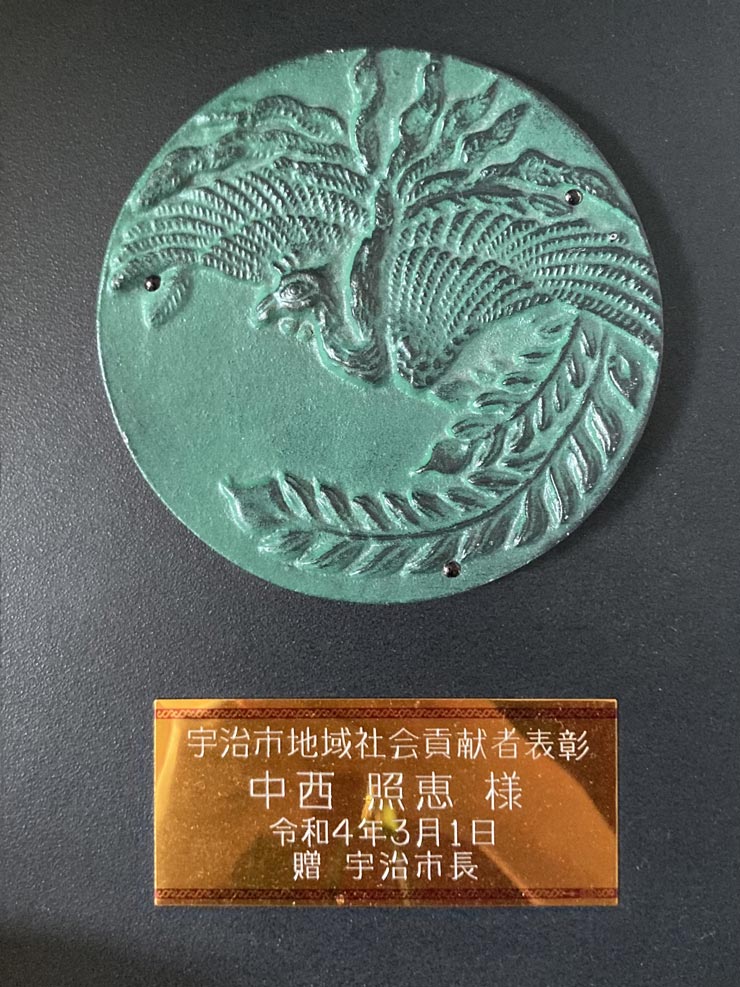 宇治市地域社会貢献者表彰
中西 照恵 様
令和4年3月1日
贈 宇治市長